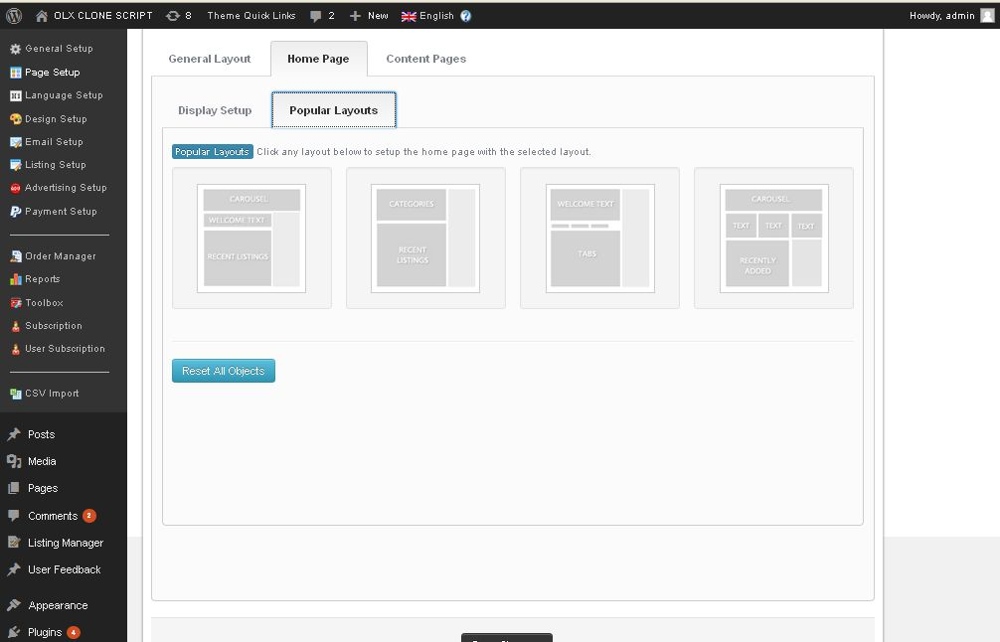 OLX CLONE SCRIPT 8 Theme Quick Links 2 New English ? Howdy, admin
General Setup
Page Setup
Language Setup
Design Setup
Email Setup
Listing Setup
Advertising Setup
Payment Setup
Order Manager
Reports
Toolbox
Subscription
User Subscription
CSV Import
Posts
Media
Pages
Comments 2
Listing Manager
User Feedback
Appearance
Plugins 4
General Layout Home Page Content Pages
Display Setup Popular Layouts
Popular Layouts Click any layout below to setup the home page with the selected layout.
CAROUSEL
WELCOME TEXT
RECENT LISTINGS
CATEGORIES
RECENT
LISTINGS
WELCOME TEXT
TABS
CAROUSEL
TEXT TEXT TEXT
RECENTLY
ADDED
Reset All Objects